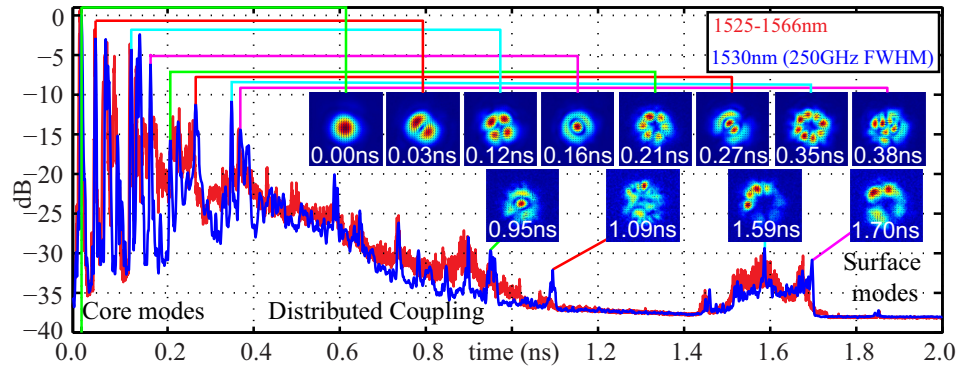 0
−5
−10
−15
−20
−25
−30
−35
−40
dB
1525-1566nm
1530nm (250GHz FWHM)
0.00ns 0.03ns 0.12ns 0.16ns 0.21ns 0.27ns 0.35ns 0.38ns
0.95ns 1.09ns 1.59ns 1.70ns
Core modes
Distributed Coupling
Surface
modes
0.0 0.2 0.4 0.6 0.8 1.0 1.2 1.4 1.6 1.8 2.0
time (ns)